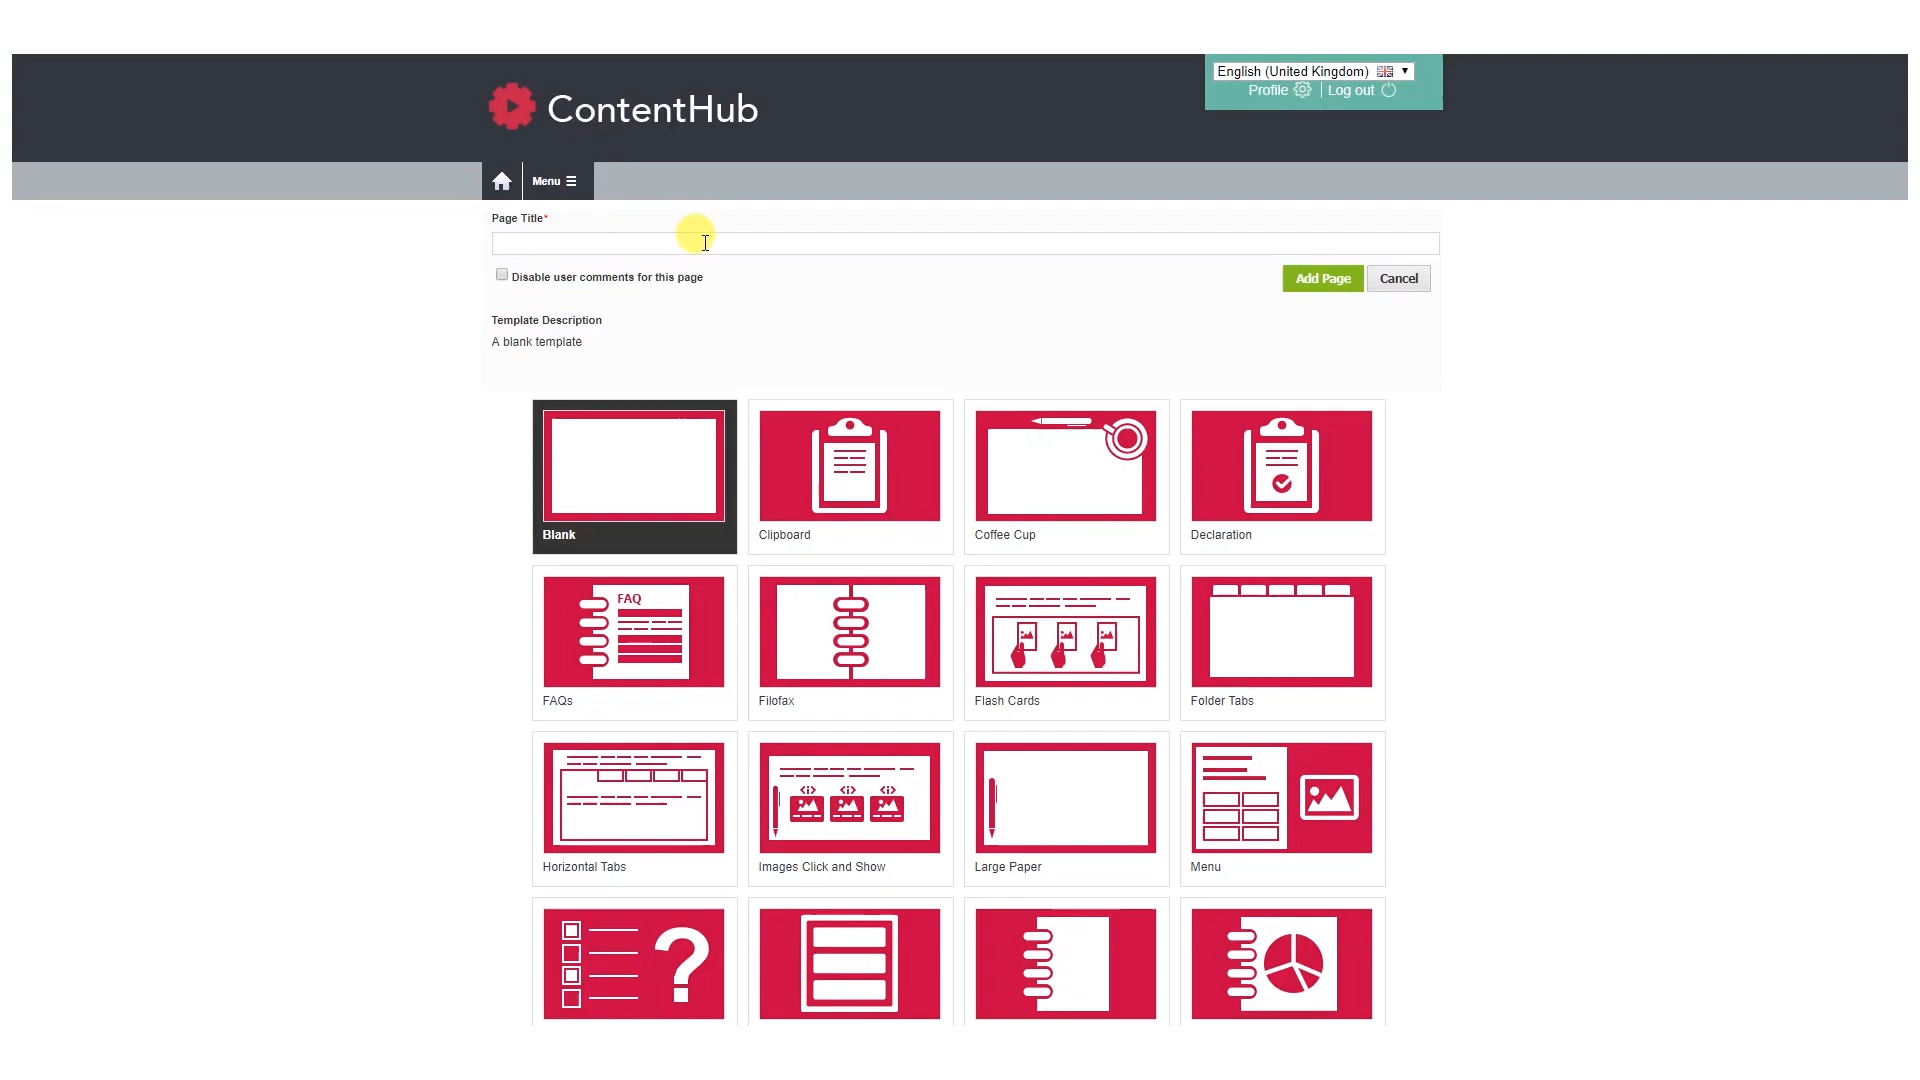 English (United Kingdom)
Profile Log out
ContentHub
Menu
Page Title*
Disable user comments for this page
Add Page Cancel
Template Description
A blank template
Blank Clipboard Coffee Cup Declaration
FAQ
FAQs Filofax Flash Cards Folder Tabs
Horizontal Tabs Images Click and Show Large Paper Menu
?